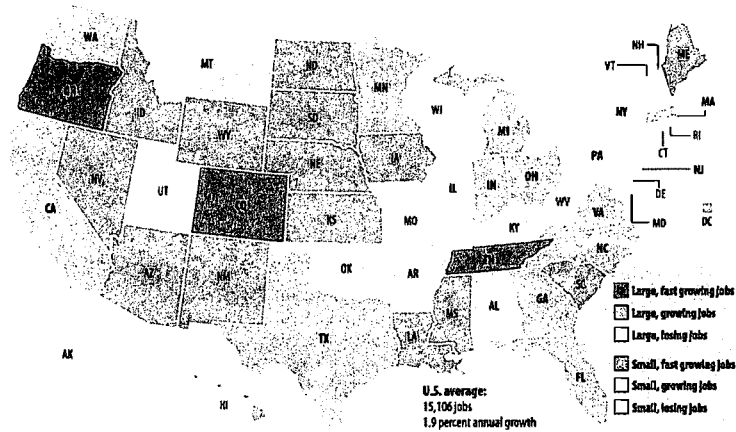 WA
OR
MT
ND
MN
ID
WY
SD
WI
NV
UT
CO
NE
IA
MI
CA
KS
IL
IN
OH
MO
KY
WV
VA
NC
AZ
NM
OK
AR
TN
SC
TX
LA
MS
AL
GA
FL
AK
HI
NH
VT
ME
NY
MA
RI
CT
PA
NJ
DE
MD
DC
Large, fast growing jobs
Large, growing jobs
Large, losing jobs
Small, fast growing jobs
Small, growing jobs
Small, losing jobs
U.S. average:
15,106 jobs
1.9 percent annual growth